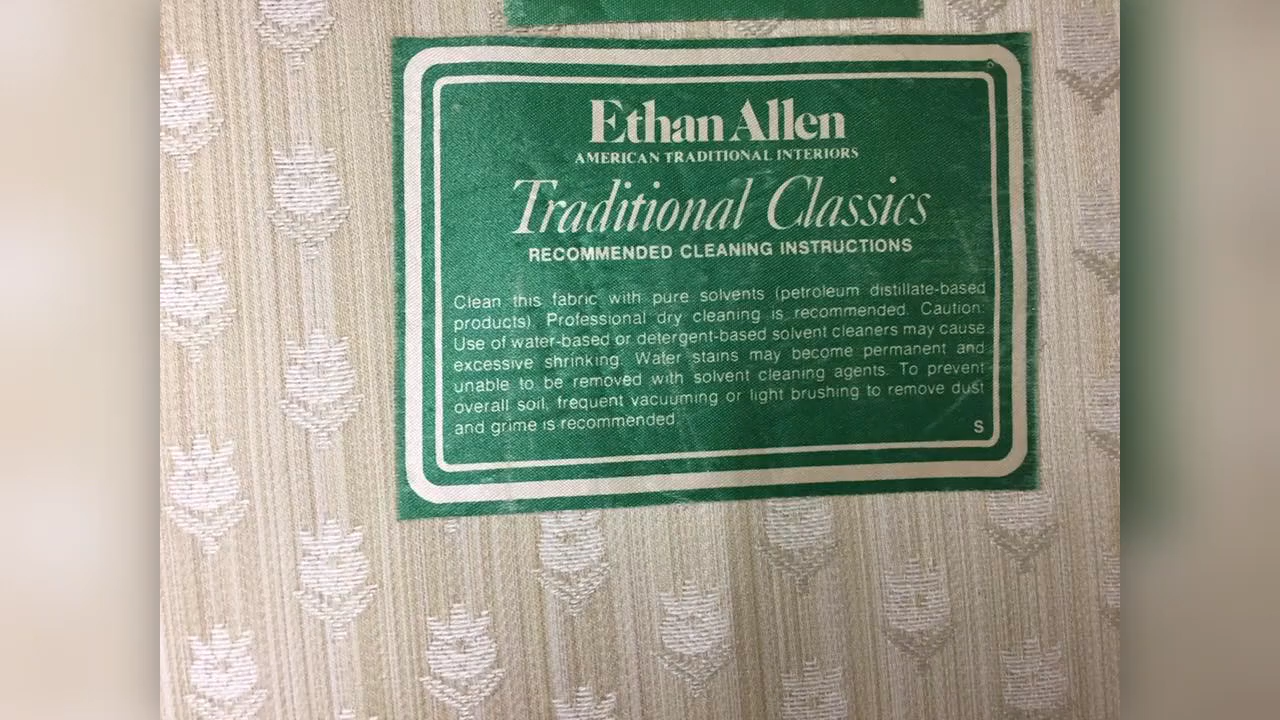 Ethan Allen
AMERICAN TRADITIONAL INTERIORS
Traditional Classics
RECOMMENDED CLEANING INSTRUCTIONS
Clean this fabric with pure solvents (petroleum distillate-based
products). Professional dry cleaning is recommended. Caution:
Use of water-based or detergent-based solvent cleaners may cause
excessive shrinking. Water stains may become permanent and
unable to be removed with solvent cleaning agents. To prevent
overall soil, frequent vacuuming or light brushing to remove dust
and grime is recommended.
S